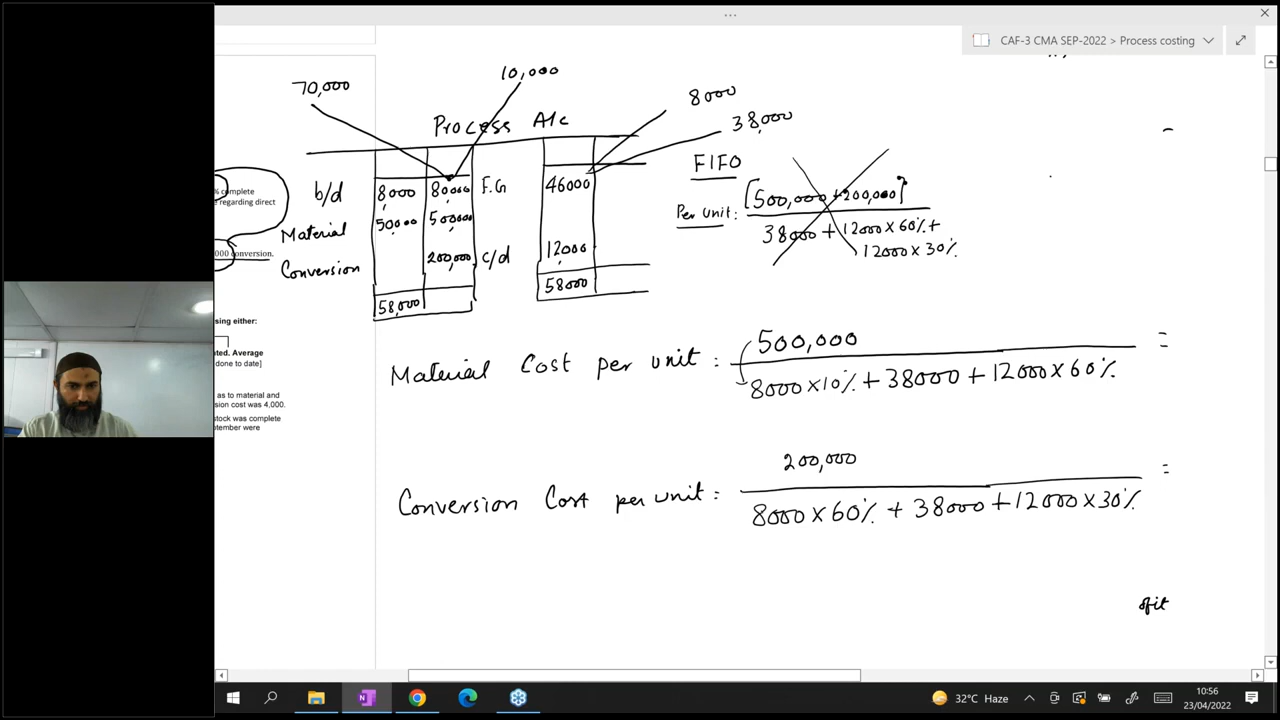 CAF-3 CMA SEP-2022 > Process costing
70,000
10,000
8000
38,000
Process A/c
b/d 8000 80000 F.G 46000
Material 50000 500,000
Conversion 200,000 c/d 12000
58,000
58000
FIFO
Per unit: [500,000 + 200,000]
38000 + 12000 x 60% +
12000 x 30%
% complete
e regarding direct
000 conversion.
sing either:
ted. Average
done to date]
as to material and
sion cost was 4,000.
stock was complete
tember were
Material Cost per unit : 500,000 =
8000 x 10% + 38000 + 12000 x 60%
Conversion Cost per unit = 200,000 =
8000 x 60% + 38000 + 12000 x 30%
32°C Haze
10:56
23/04/2022